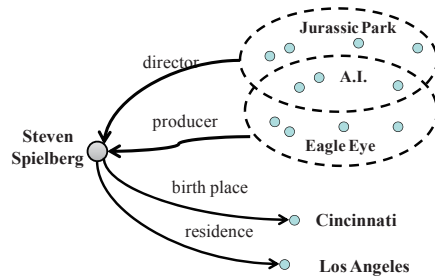 Jurassic Park
director
A.I.
producer
Steven
Spielberg
Eagle Eye
birth place
Cincinnati
residence
Los Angeles